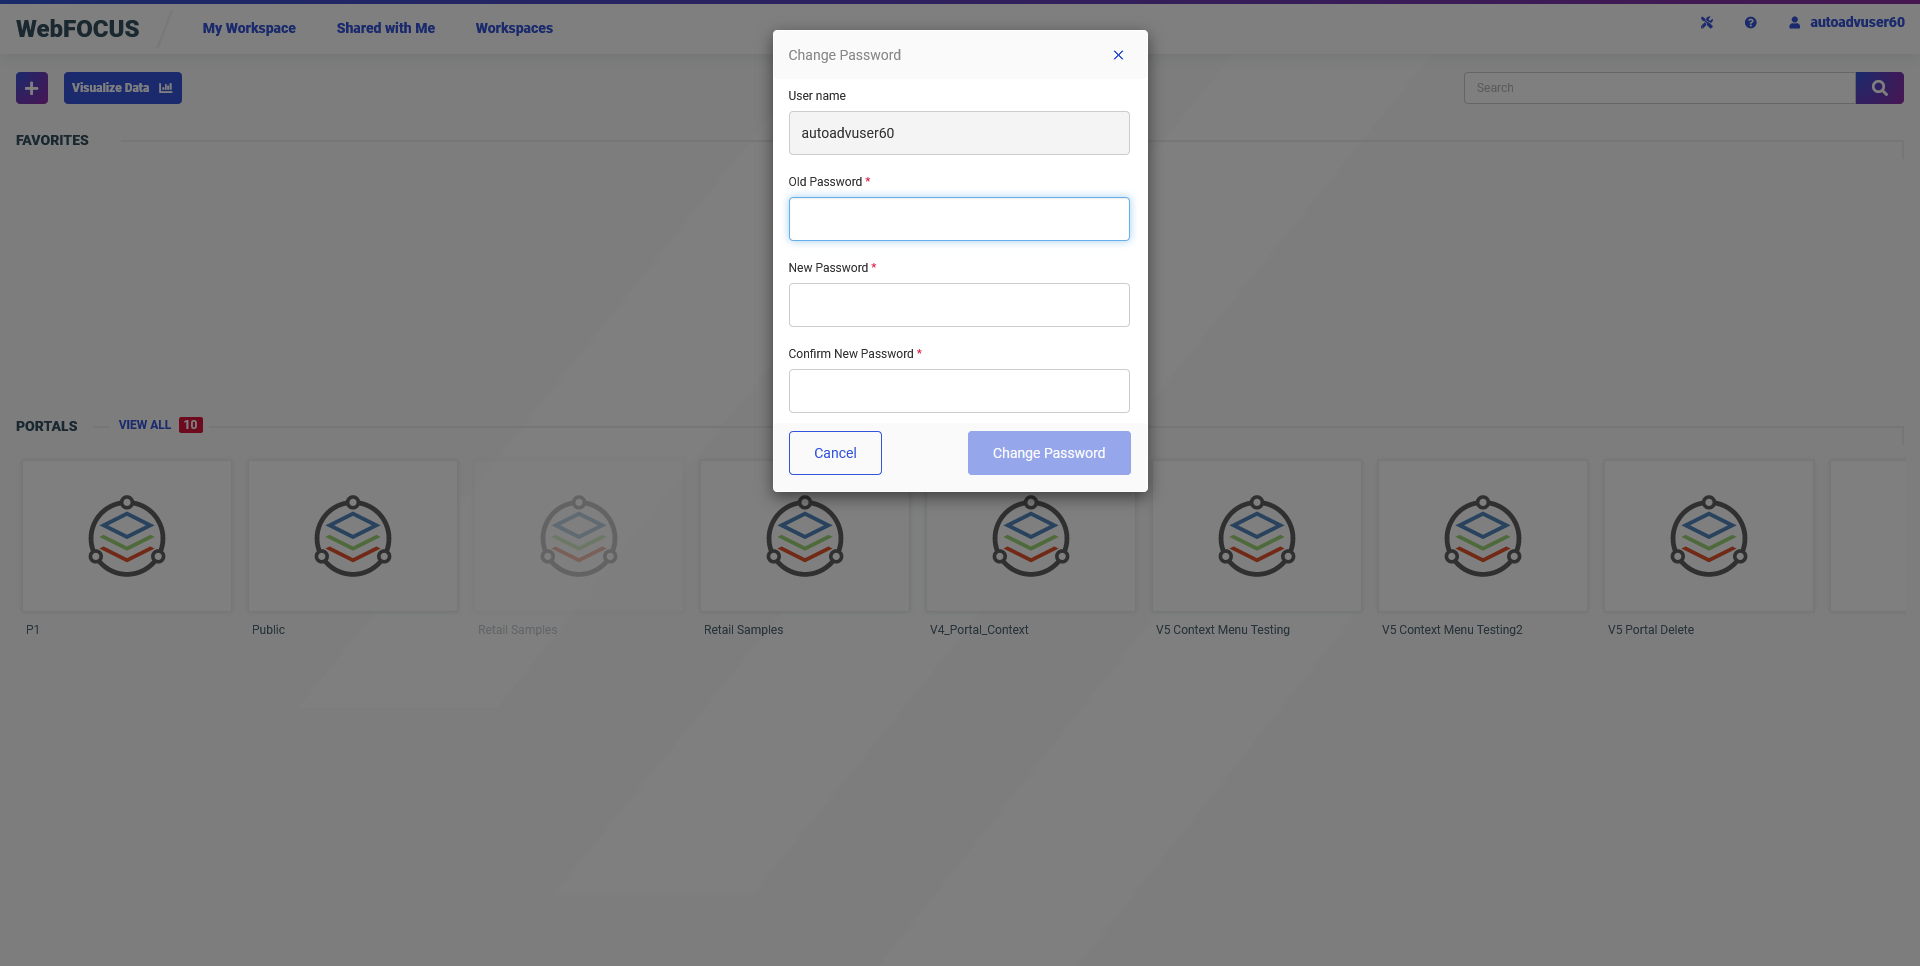 WebFOCUS
My Workspace
Shared with Me
Workspaces
autoadvuser60
Visualize Data
Search
FAVORITES
Change Password
User name
autoadvuser60
Old Password *
New Password *
Confirm New Password *
Cancel
Change Password
PORTALS
VIEW ALL 10
P1
Public
Retail Samples
Retail Samples
V4_Portal_Context
V5 Context Menu Testing
V5 Context Menu Testing2
V5 Portal Delete